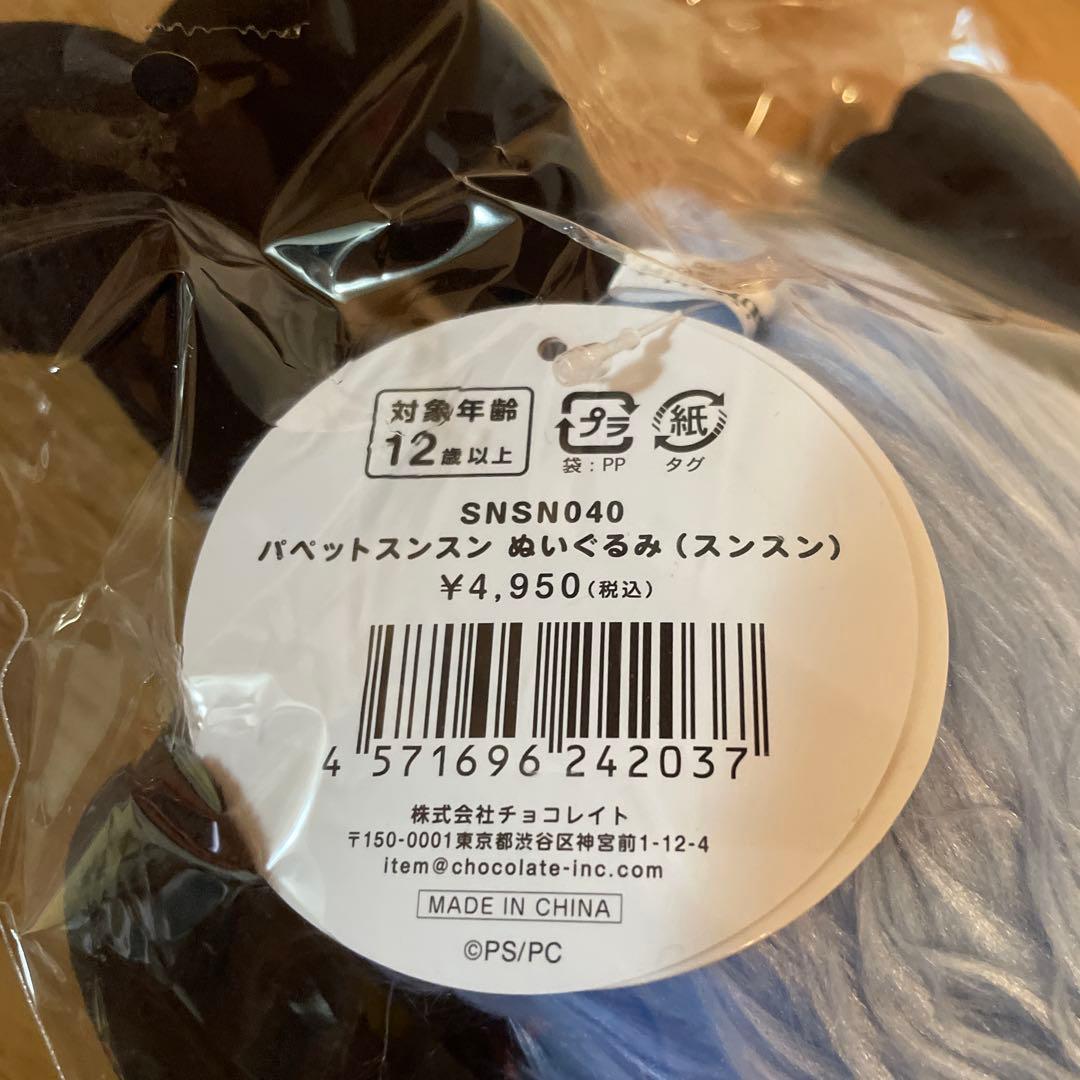 対象年齢
12歳以上
プラ
紙
袋:PP
タグ
SNSN040
パペットスンスン ぬいぐるみ(スンスン)
¥4,950(税込)
4 571696 242037
株式会社チョコレイト
〒150-0001東京都渋谷区神宮前1-12-4
item@chocolate-inc.com
MADE IN CHINA
©PS/PC